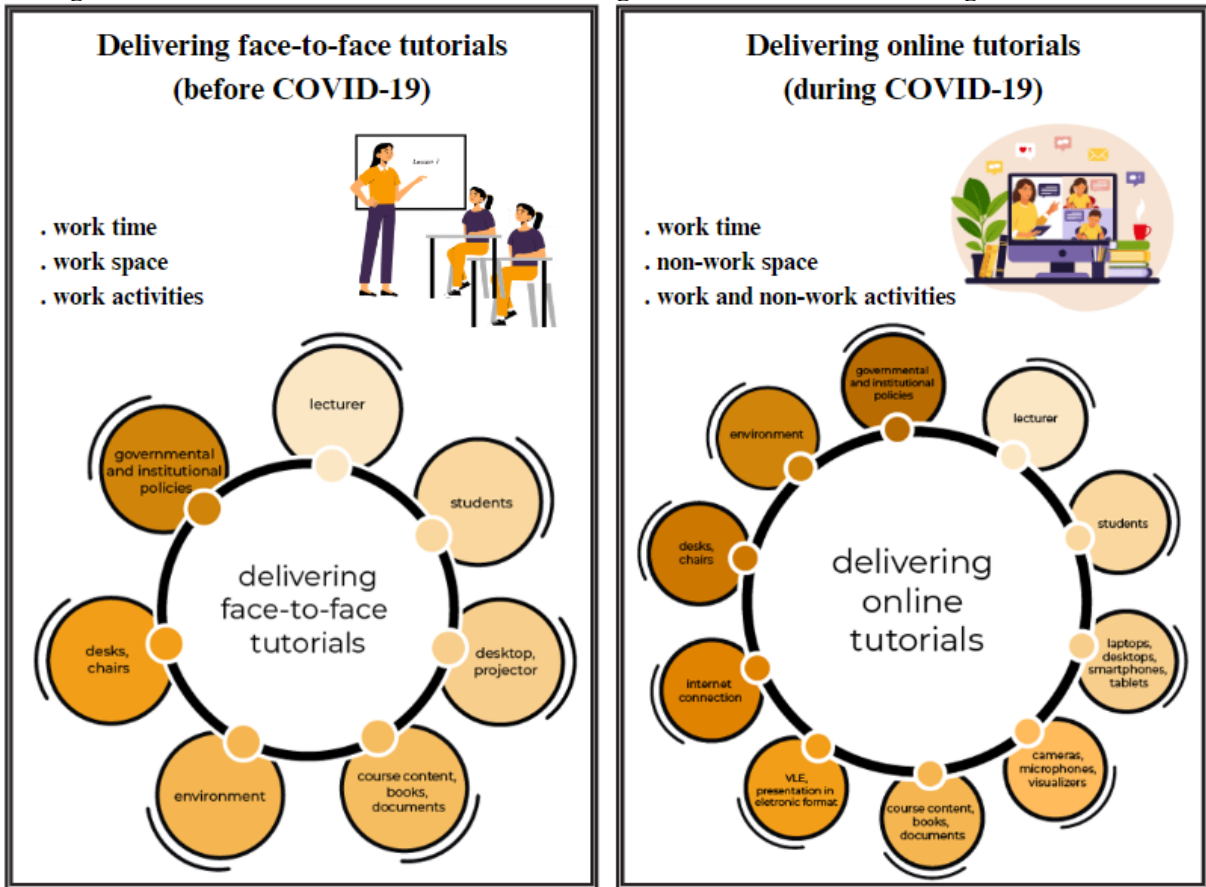 Delivering face-to-face tutorials
(before COVID-19)
Lesson 1
. work time
. work space
. work activities
lecturer
governmental
and institutional
policies
students
delivering
face-to-face
tutorials
desks,
chairs
desktop,
projector
environment
course content,
books,
documents
Delivering online tutorials
(during COVID-19)
. work time
. non-work space
. work and non-work activities
governmental
and institutional
policies
lecturer
environment
students
desks,
chairs
delivering
online
tutorials
laptops,
desktops,
smartphones,
tablets
internet
connection
cameras,
microphones,
visualizers
VLE,
presentation in
eletronic format
course content,
books,
documents